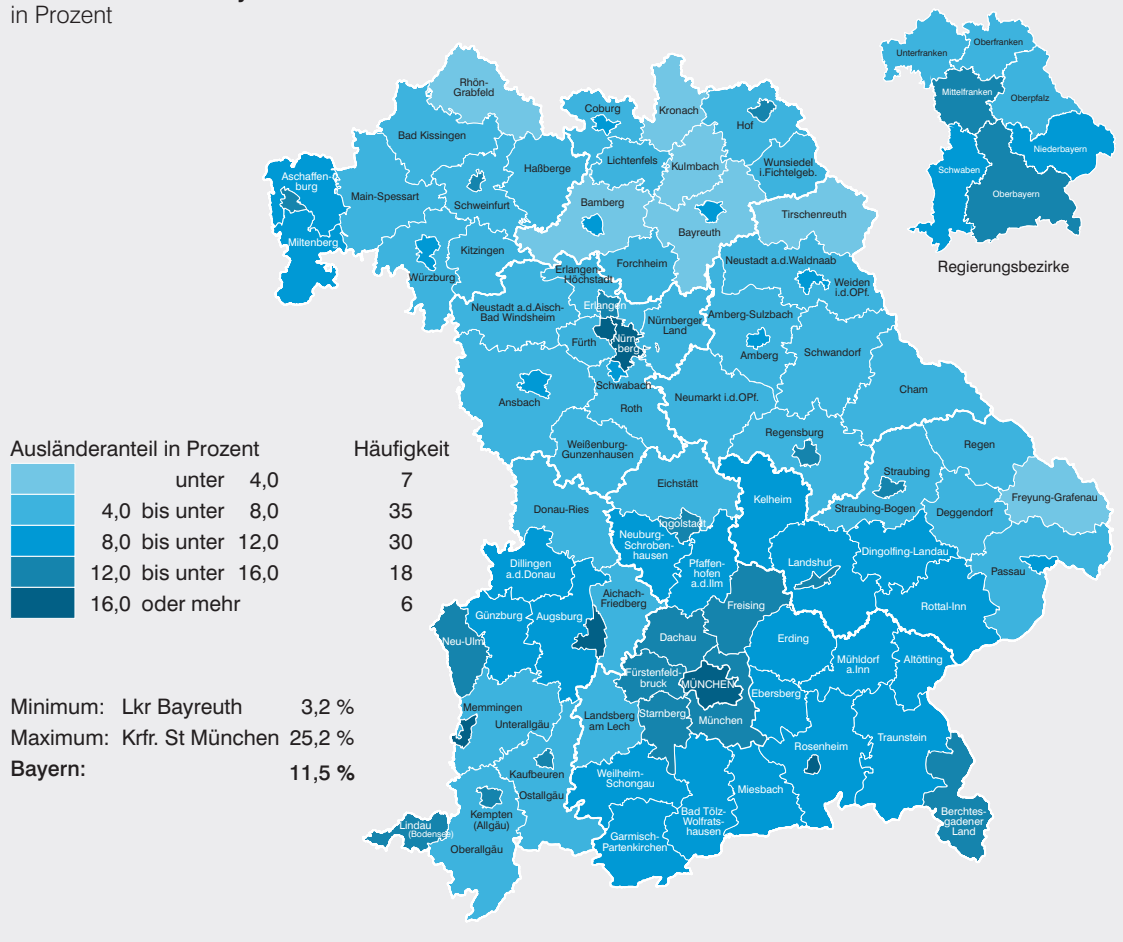 in Prozent
Rhön-
Grabfeld
Bad Kissingen
Coburg
Kronach
Hof
Lichtenfels
Kulmbach
Wunsiedel
i.Fichtelgeb.
Haßberge
Aschaffen-
burg
Main-Spessart
Schweinfurt
Bamberg
Bayreuth
Tirschenreuth
Miltenberg
Würzburg
Kitzingen
Erlangen-
Höchstadt
Forchheim
Neustadt a.d.Waldnaab
Weiden
i.d.OPf.
Neustadt a.d.Aisch-
Bad Windsheim
Erlangen
Nürnberger
Land
Amberg-Sulzbach
Fürth
Nürn-
berg
Amberg
Schwandorf
Schwabach
Ansbach
Roth
Neumarkt i.d.OPf.
Cham
Weißenburg-
Gunzenhausen
Regensburg
Regen
Straubing
Eichstätt
Kelheim
Straubing-Bogen
Deggendorf
Freyung-Grafenau
Donau-Ries
Ingolstadt
Neuburg-
Schroben-
hausen
Pfaffen-
hofen
a.d.Ilm
Landshut
Dingolfing-Landau
Passau
Dillingen
a.d.Donau
Aichach-
Friedberg
Freising
Rottal-Inn
Günzburg
Augsburg
Neu-Ulm
Dachau
Erding
Mühldorf
a.Inn
Altötting
Fürstenfeld-
bruck
MÜNCHEN
Ebersberg
Memmingen
Unterallgäu
Landsberg
am Lech
Starnberg
München
Rosenheim
Traunstein
Kaufbeuren
Ostallgäu
Weilheim-
Schongau
Miesbach
Kempten
(Allgäu)
Bad Tölz-
Wolfrats-
hausen
Berchtes-
gadener
Land
Lindau
(Bodensee)
Oberallgäu
Garmisch-
Partenkirchen
Unterfranken
Oberfranken
Mittelfranken
Oberpfalz
Niederbayern
Schwaben
Oberbayern
Regierungsbezirke
Ausländeranteil in Prozent Häufigkeit
unter 4,0 7
4,0 bis unter 8,0 35
8,0 bis unter 12,0 30
12,0 bis unter 16,0 18
16,0 oder mehr 6
Minimum: Lkr Bayreuth 3,2 %
Maximum: Krfr. St München 25,2 %
Bayern: 11,5 %